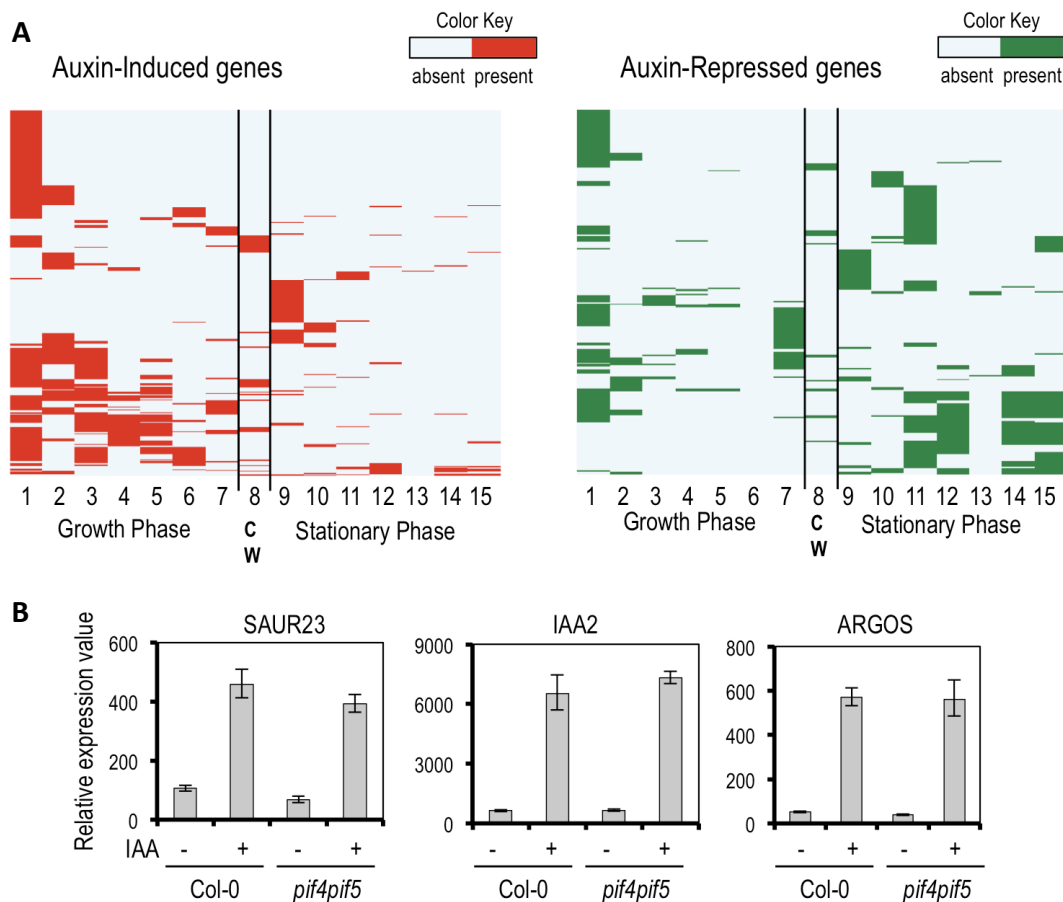 A
Color Key
absent present
Auxin-Induced genes
1 2 3 4 5 6 7 8 9 10 11 12 13 14 15
Growth Phase
C
W
Stationary Phase
Color Key
absent present
Auxin-Repressed genes
1 2 3 4 5 6 7 8 9 10 11 12 13 14 15
Growth Phase
C
W
Stationary Phase
B
Relative expression value
SAUR23
600
400
200
0
IAA - + - +
Col-0 pif4pif5
IAA2
9000
6000
3000
0
- + - +
Col-0 pif4pif5
ARGOS
800
600
400
200
0
- + - +
Col-0 pif4pif5